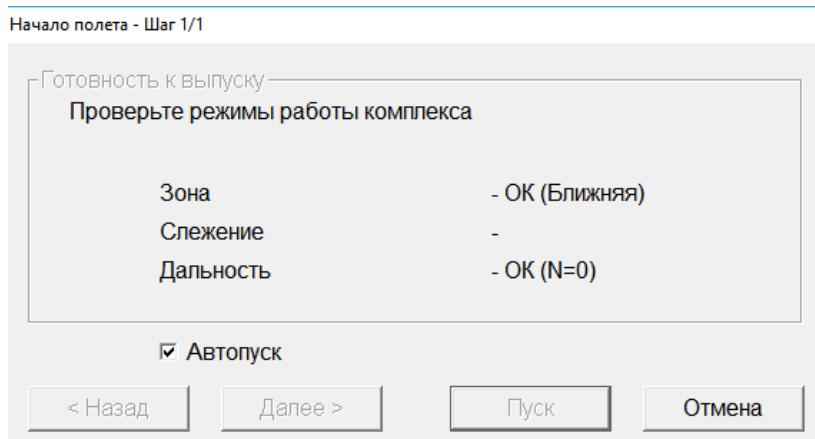 Начало полета - Шаг 1/1
Готовность к выпуску
Проверьте режимы работы комплекса
Зона - ОК (Ближняя)
Слежение -
Дальность - ОК (N=0)
Автопуск
< Назад Далее > Пуск Отмена